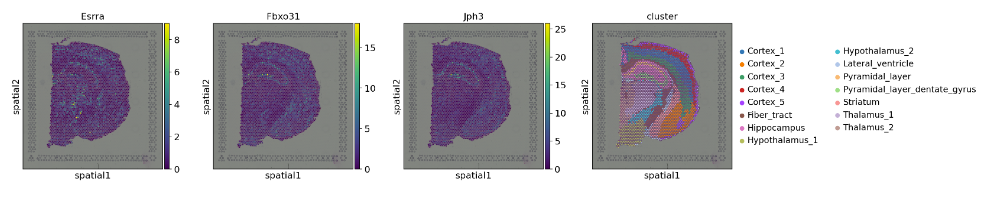 Esrra
Fbxo31
Jph3
cluster
8
6
4
2
0
15
10
5
0
25
20
15
10
5
0
spatial2
spatial2
spatial2
spatial2
spatial1
spatial1
spatial1
spatial1
Cortex_1
Cortex_2
Cortex_3
Cortex_4
Cortex_5
Fiber_tract
Hippocampus
Hypothalamus_1
Hypothalamus_2
Lateral_ventricle
Pyramidal_layer
Pyramidal_layer_dentate_gyrus
Striatum
Thalamus_1
Thalamus_2